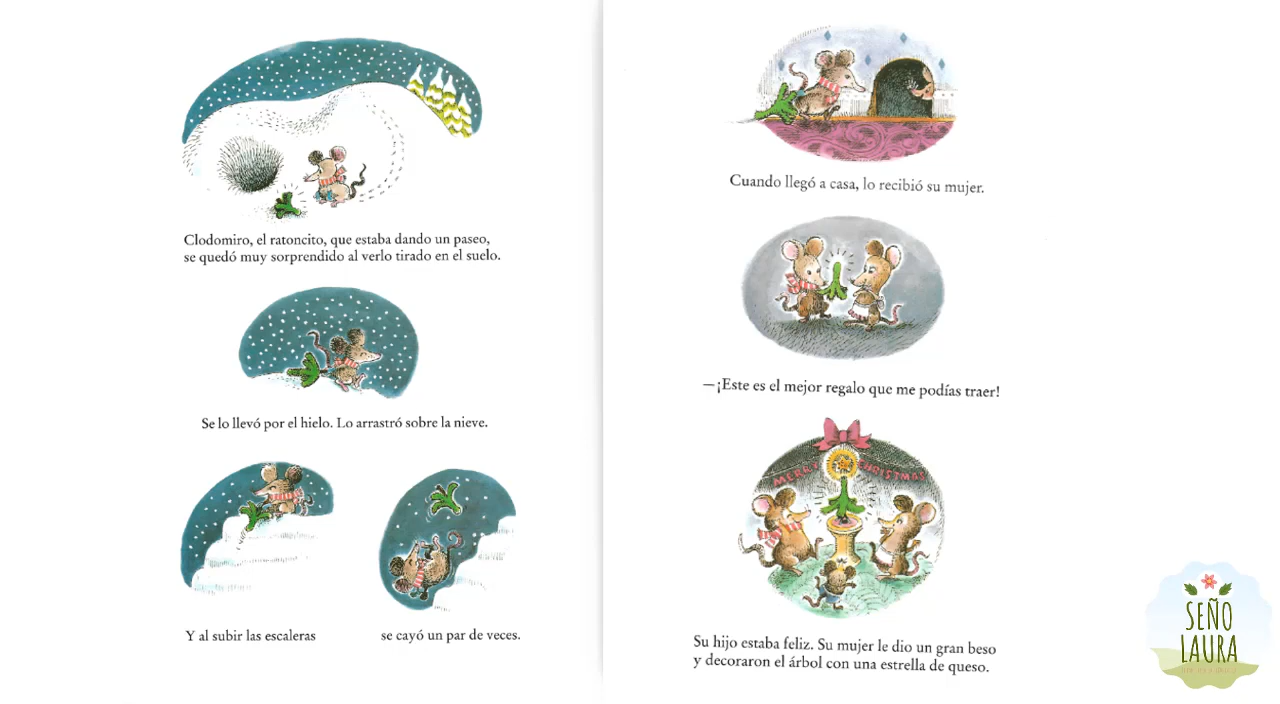 Clodomiro, el ratoncito, que estaba dando un paseo,
se quedó muy sorprendido al verlo tirado en el suelo.
Se lo llevó por el hielo. Lo arrastró sobre la nieve.
Y al subir las escaleras
se cayó un par de veces.
Cuando llegó a casa, lo recibió su mujer.
—¡Este es el mejor regalo que me podías traer!
MERRY CHRISTMAS
Su hijo estaba feliz. Su mujer le dio un gran beso
y decoraron el árbol con una estrella de queso.
SEÑO
LAURA